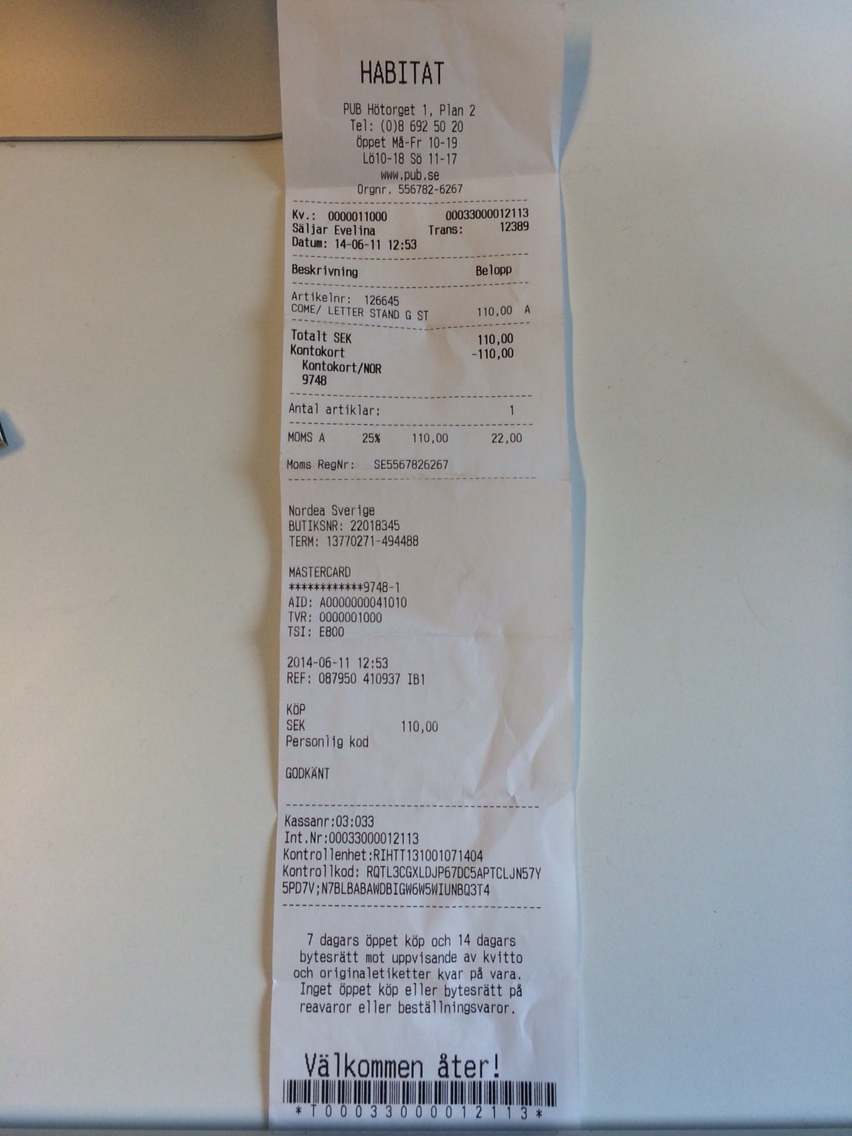 HABITAT
PUB Hötorget 1, Plan 2
Tel: (0)8 692 50 20
Öppet Må-Fr 10-19
Lö10-18 Sö 11-17
www.pub.se
Orgnr. 556782-6267
Kv.: 0000011000 00033000012113
Säljar Evelina Trans: 12389
Datum: 14-06-11 12:53
Beskrivning Belopp
Artikelnr: 126645
COME/ LETTER STAND G ST 110,00 A
Totalt SEK 110,00
Kontokort -110,00
Kontokort/NOR
9748
Antal artiklar: 1
MOMS A 25% 110,00 22,00
Moms RegNr: SE5567826267
Nordea Sverige
BUTIKSNR: 22018345
TERM: 13770271-494488
MASTERCARD
************9748-1
AID: A0000000041010
TVR: 0000001000
TSI: E800
2014-06-11 12:53
REF: 087950 410937 IB1
KÖP
SEK 110,00
Personlig kod
GODKÄNT
Kassanr:03:033
Int.Nr:00033000012113
Kontrollenhet:RIHTT131001071404
Kontrollkod: RQTL3CGXLDJP67DC5APTCLJN57Y
5PD7V;N7BLBABAWDBIGW6W5WIUNBQ3T4
7 dagars öppet köp och 14 dagars
bytesrätt mot uppvisande av kvitto
och originaletiketter kvar på vara.
Inget öppet köp eller bytesrätt på
reavaror eller beställningsvaror.
Välkommen åter!
*T00033000012113*